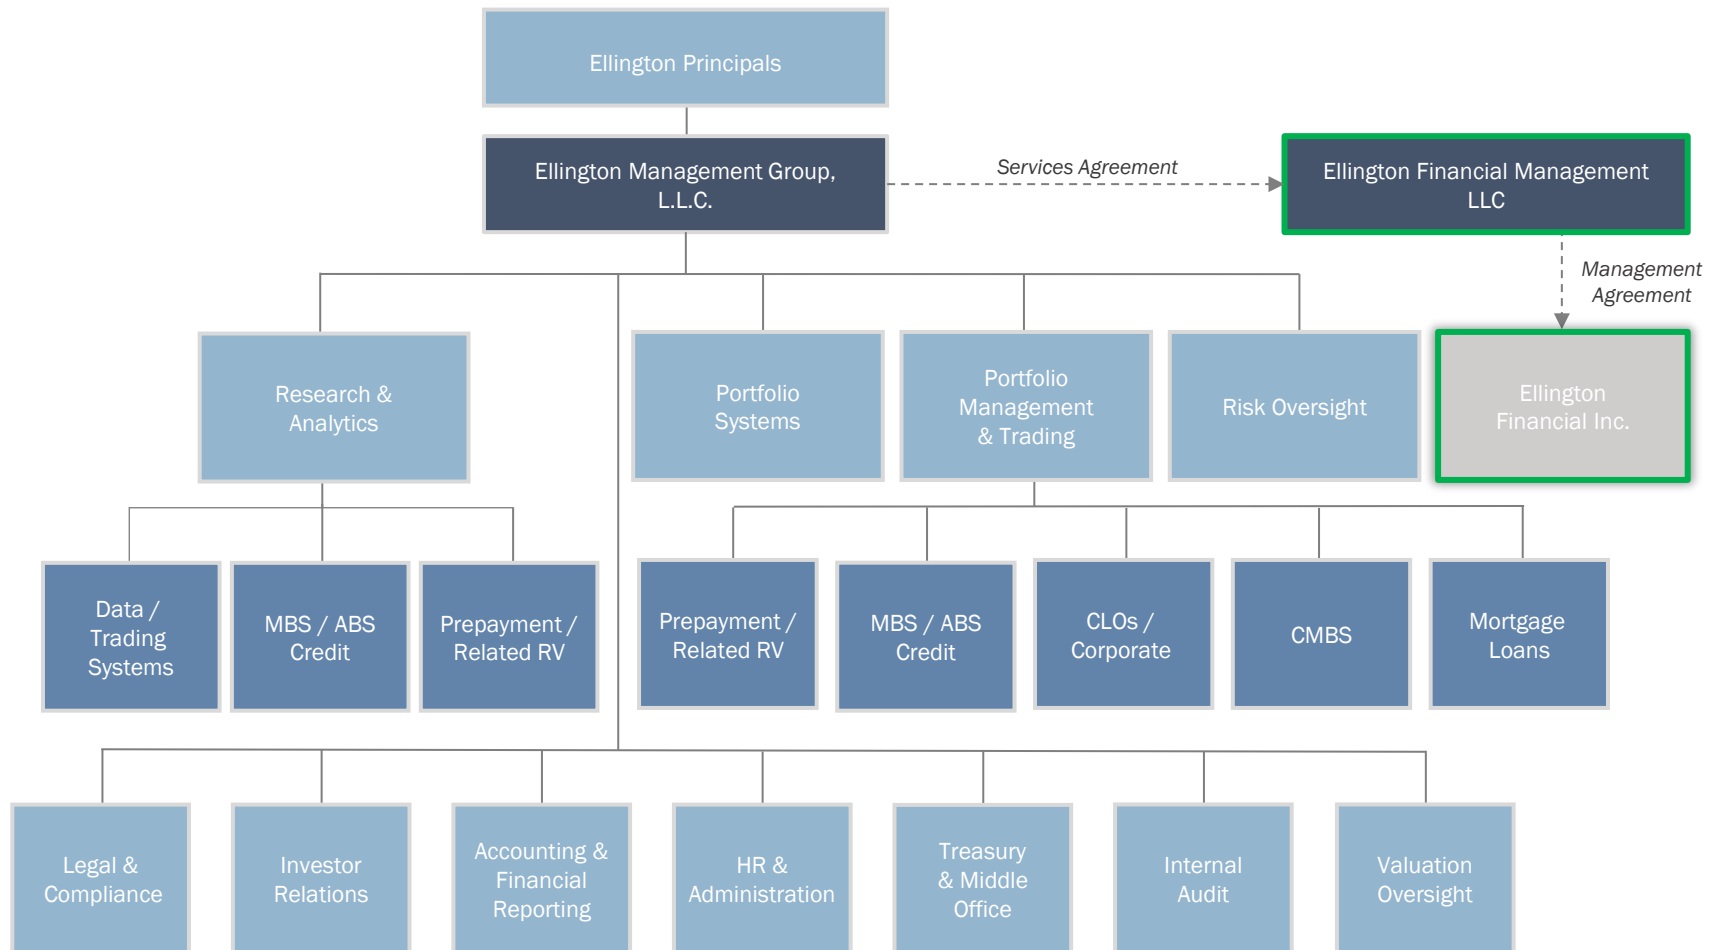 Ellington Principals
Ellington Management Group,
L.L.C.
Services Agreement
Ellington Financial Management
LLC
Management
Agreement
Research &
Analytics
Portfolio
Systems
Portfolio
Management
& Trading
Risk Oversight
Ellington
Financial Inc.
Data /
Trading
Systems
MBS / ABS
Credit
Prepayment /
Related RV
Prepayment /
Related RV
MBS / ABS
Credit
CLOs /
Corporate
CMBS
Mortgage
Loans
Legal &
Compliance
Investor
Relations
Accounting &
Financial
Reporting
HR &
Administration
Treasury
& Middle
Office
Internal
Audit
Valuation
Oversight